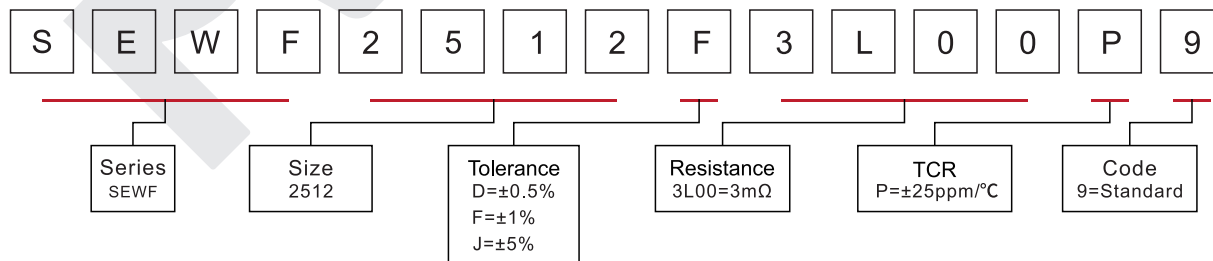 S E W F 2 5 1 2 F 3 L 0 0 P 9
Series
SEWF
Size
2512
Tolerance
D=±0.5%
F=±1%
J=±5%
Resistance
3L00=3mΩ
TCR
P=±25ppm/℃
Code
9=Standard